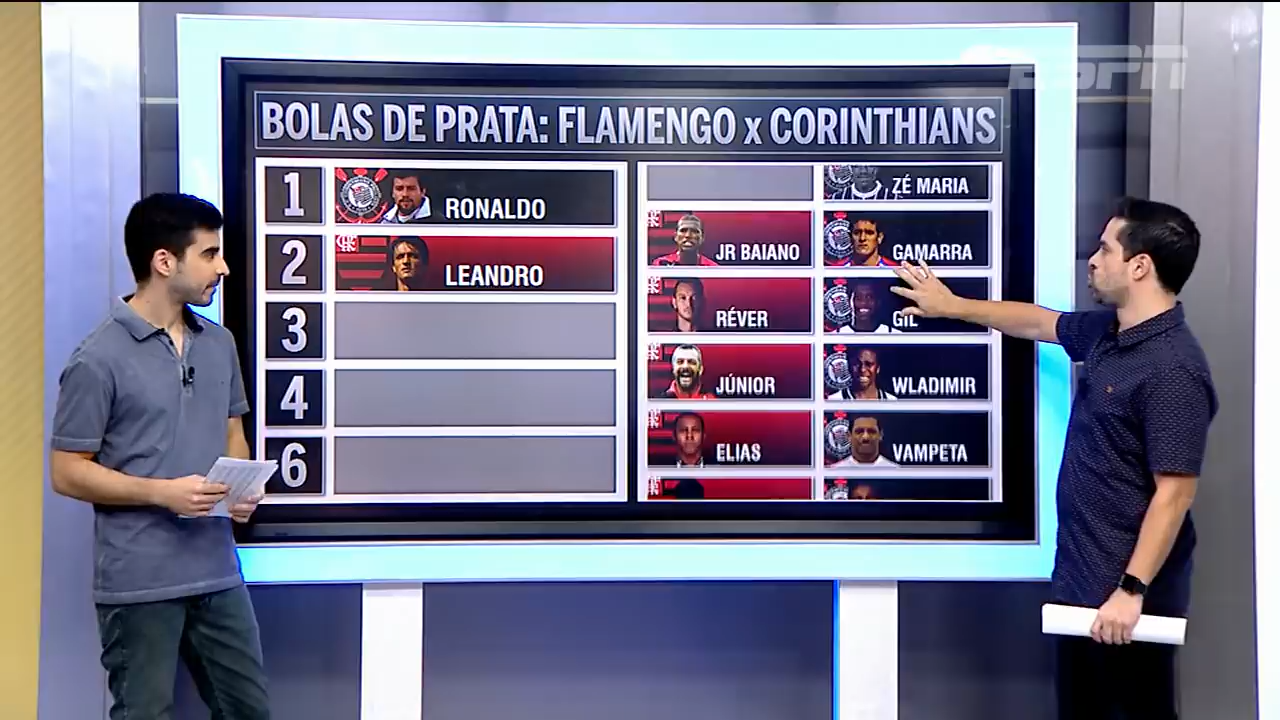 ESPN
BOLAS DE PRATA: FLAMENGO x CORINTHIANS
1 RONALDO
2 LEANDRO
3
4
6
ZÉ MARIA
JR BAIANO GAMARRA
RÉVER GIL
JÚNIOR WLADIMIR
ELIAS VAMPETA